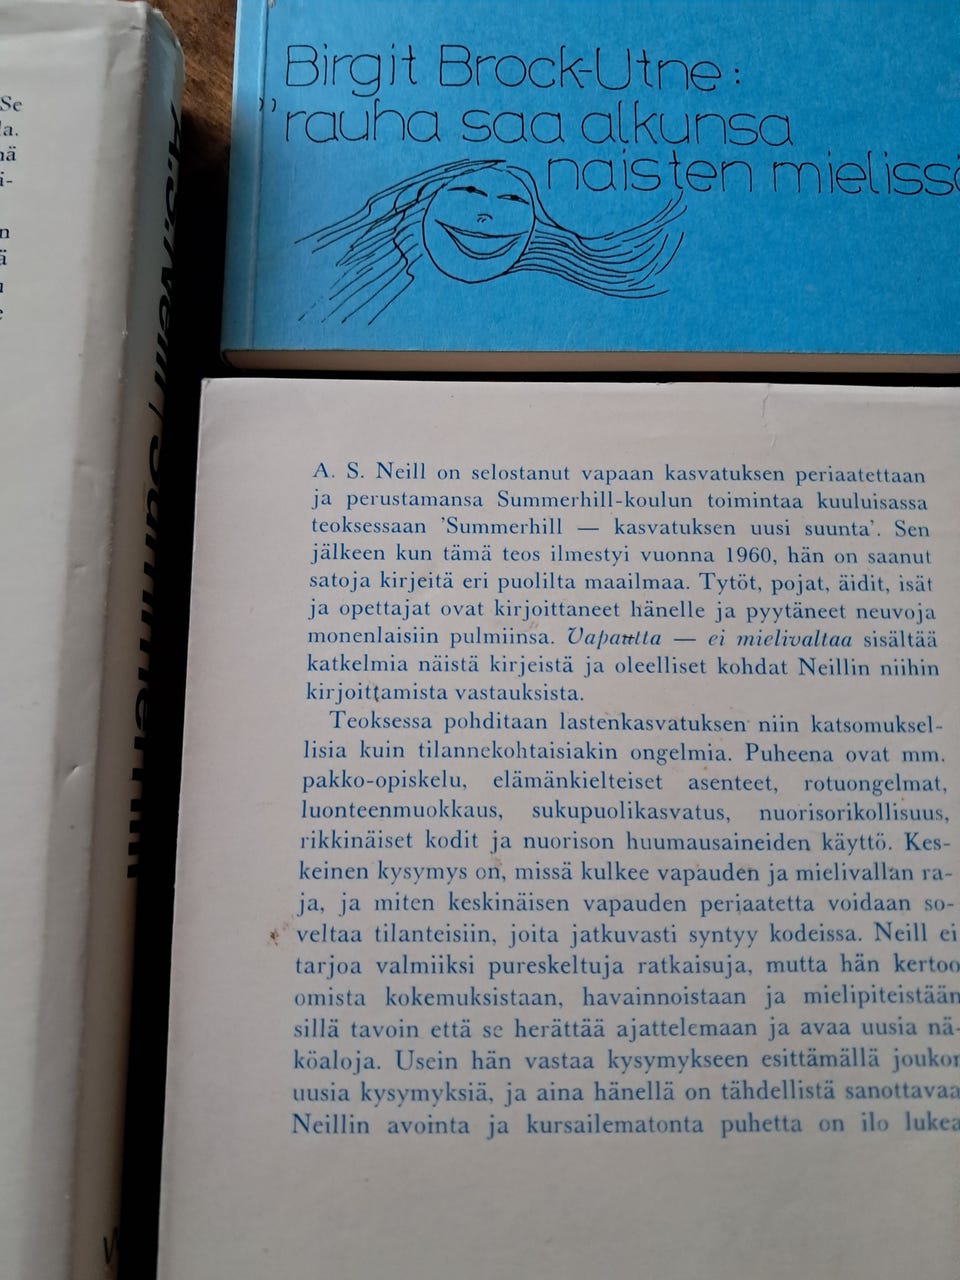 Se
la.
nä
i-
n
ä
u
e
A.S. Neill / Summerhill
Birgit Brock-Utne:
"rauha saa alkunsa
naisten mielissä
A. S. Neill on selostanut vapaan kasvatuksen periaatettaan
ja perustamansa Summerhill-koulun toimintaa kuuluisassa
teoksessaan 'Summerhill — kasvatuksen uusi suunta'. Sen
jälkeen kun tämä teos ilmestyi vuonna 1960, hän on saanut
satoja kirjeitä eri puolilta maailmaa. Tytöt, pojat, äidit, isät
ja opettajat ovat kirjoittaneet hänelle ja pyytäneet neuvoja
monenlaisiin pulmiinsa. Vapautta — ei mielivaltaa sisältää
katkelmia näistä kirjeistä ja oleelliset kohdat Neillin niihin
kirjoittamista vastauksista.
Teoksessa pohditaan lastenkasvatuksen niin katsomuksel-
lisia kuin tilannekohtaisiakin ongelmia. Puheena ovat mm.
pakko-opiskelu, elämänkielteiset asenteet, rotuongelmat,
luonteenmuokkaus, sukupuolikasvatus, nuorisorikollisuus,
rikkinäiset kodit ja nuorison huumausaineiden käyttö. Kes-
keinen kysymys on, missä kulkee vapauden ja mielivallan ra-
ja, ja miten keskinäisen vapauden periaatetta voidaan so-
veltaa tilanteisiin, joita jatkuvasti syntyy kodeissa. Neill ei
tarjoa valmiiksi pureskeltuja ratkaisuja, mutta hän kertoo
omista kokemuksistaan, havainnoistaan ja mielipiteistään
sillä tavoin että se herättää ajattelemaan ja avaa uusia nä-
köaloja. Usein hän vastaa kysymykseen esittämällä joukon
uusia kysymyksiä, ja aina hänellä on tähdellistä sanottavaa
Neillin avointa ja kursailematonta puhetta on ilo lukea